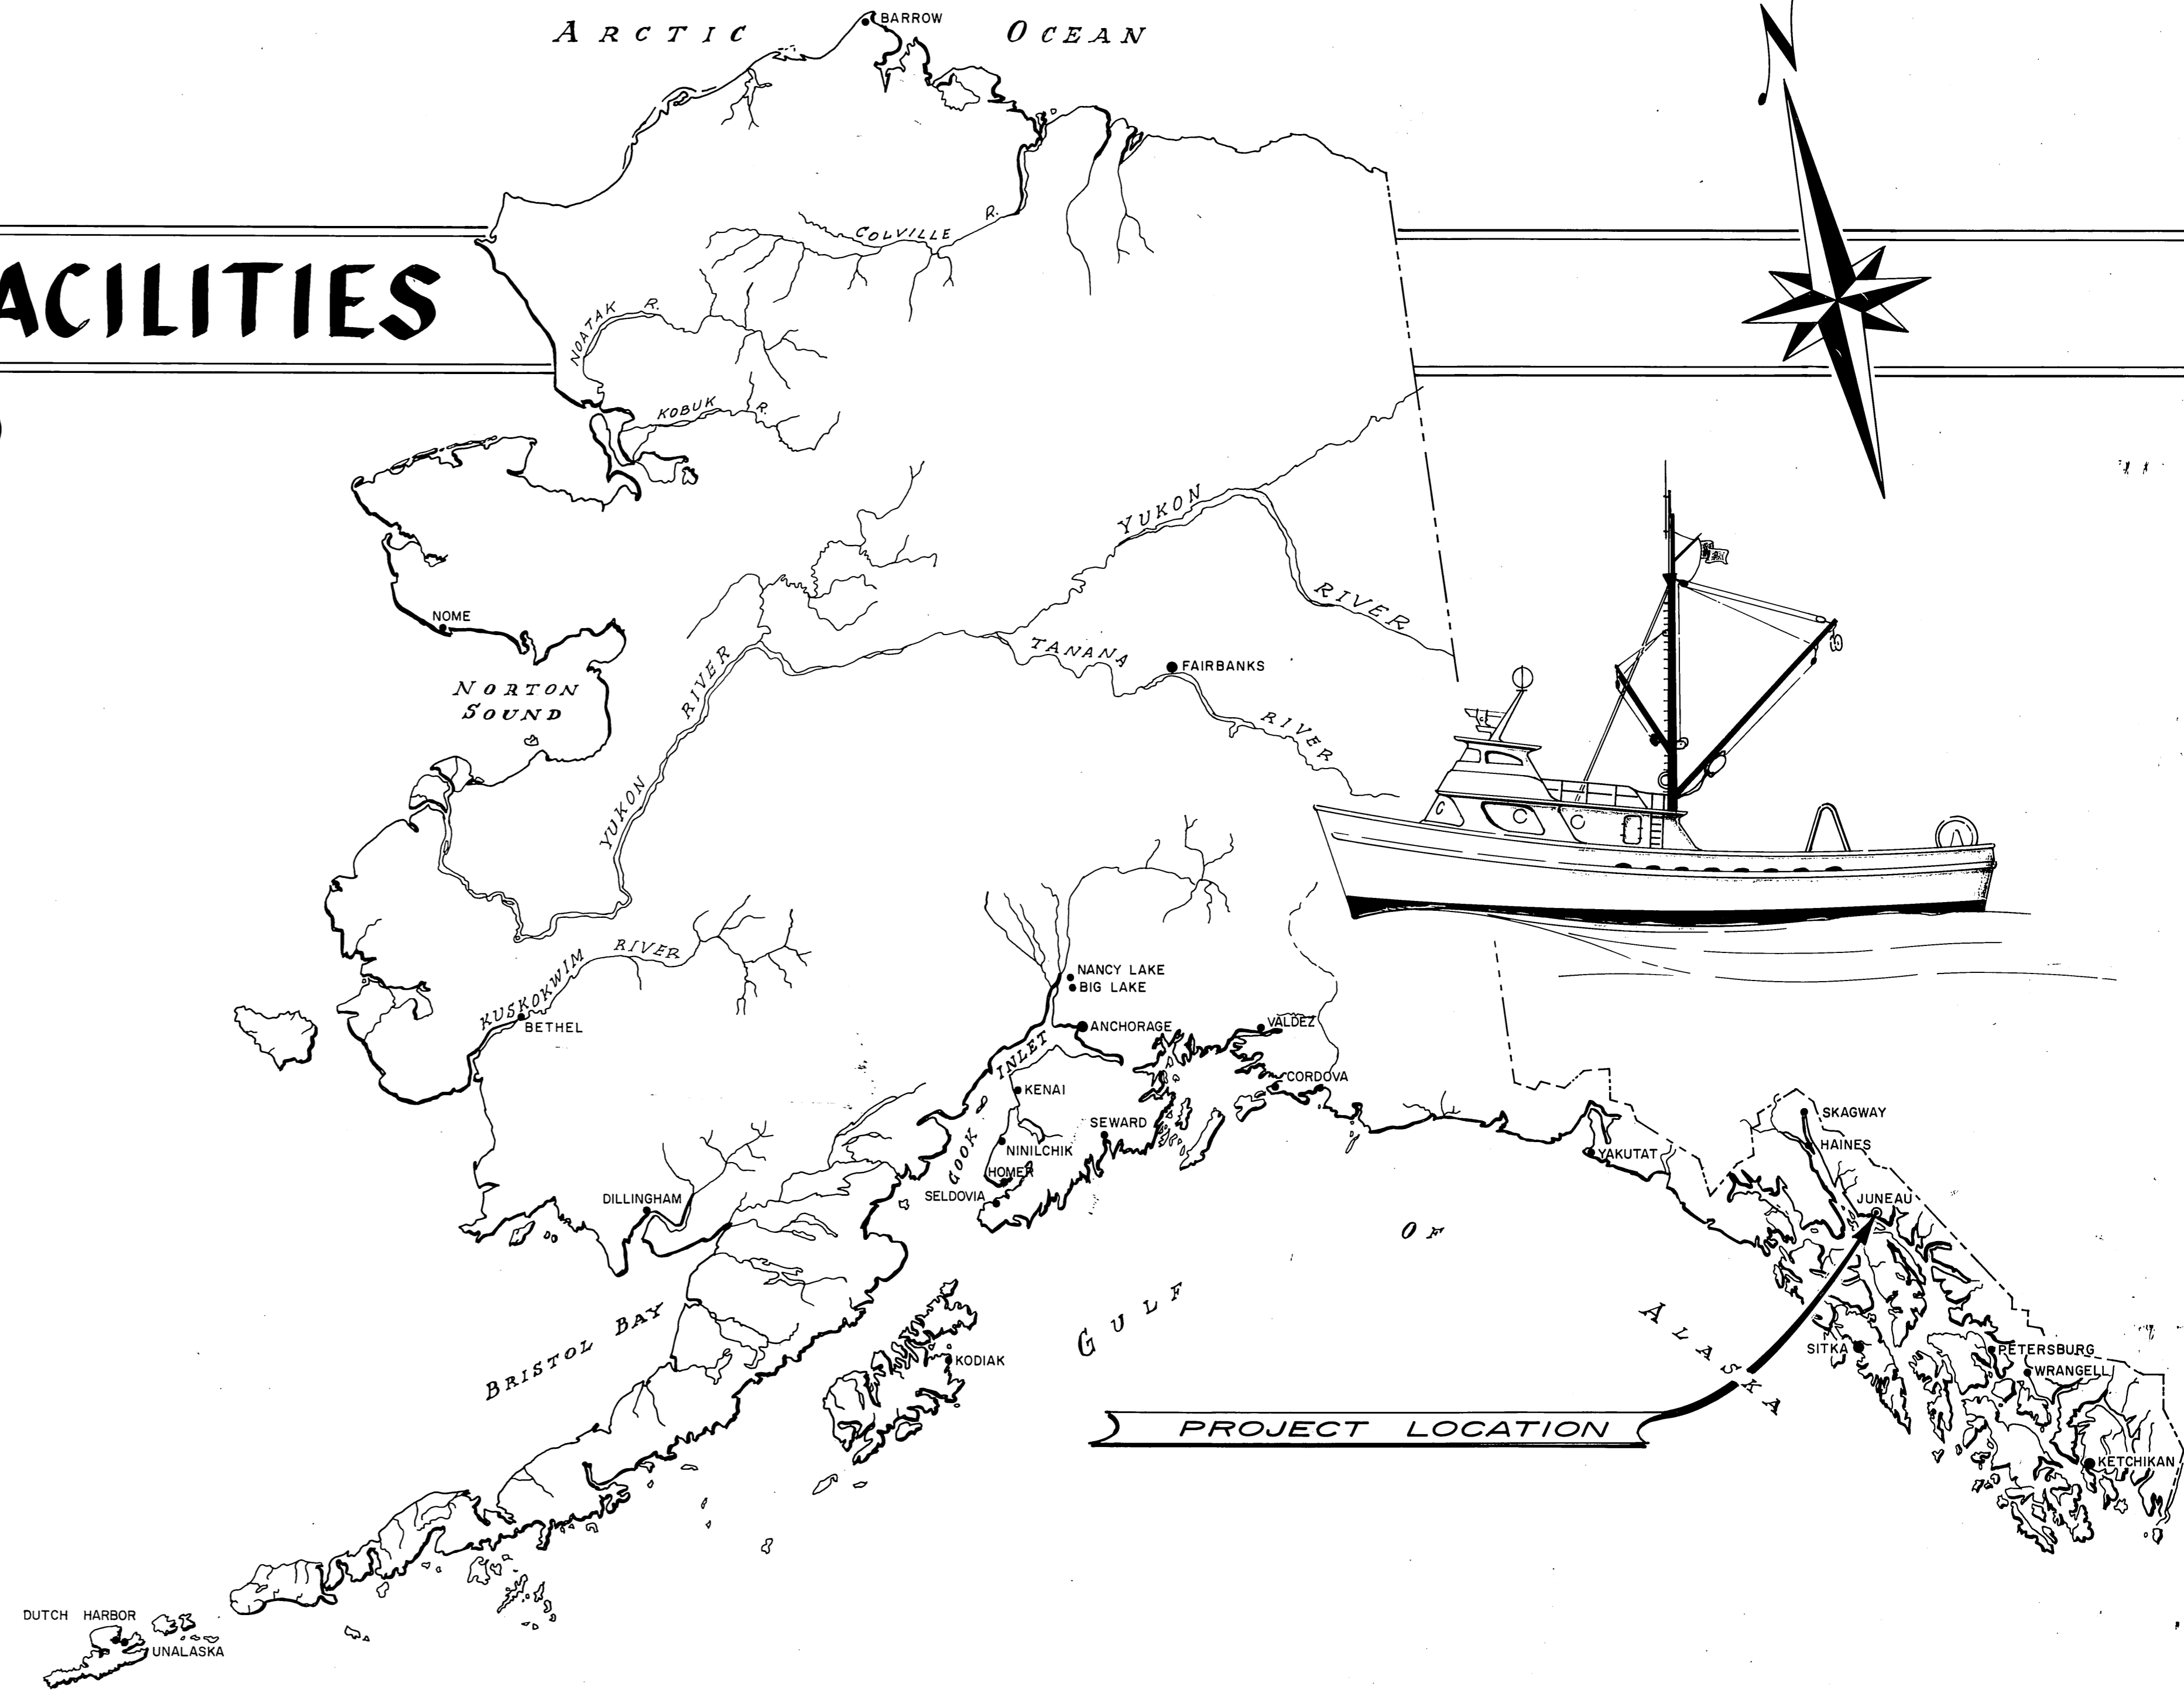 ARCTIC OCEAN
BARROW
N
COLVILLE R.
ACILITIES
NOATAK R.
KOBUK R.
YUKON RIVER
NOME
TANANA RIVER
FAIRBANKS
NORTON
SOUND
YUKON RIVER
KUSKOKWIM RIVER
BETHEL
NANCY LAKE
BIG LAKE
ANCHORAGE
VALDEZ
COOK INLET
KENAI
CORDOVA
SEWARD
NINILCHIK
HOMER
SELDOVIA
YAKUTAT
SKAGWAY
HAINES
JUNEAU
DILLINGHAM
BRISTOL BAY
KODIAK
GULF OF ALASKA
SITKA
PETERSBURG
WRANGELL
KETCHIKAN
PROJECT LOCATION
DUTCH HARBOR
UNALASKA